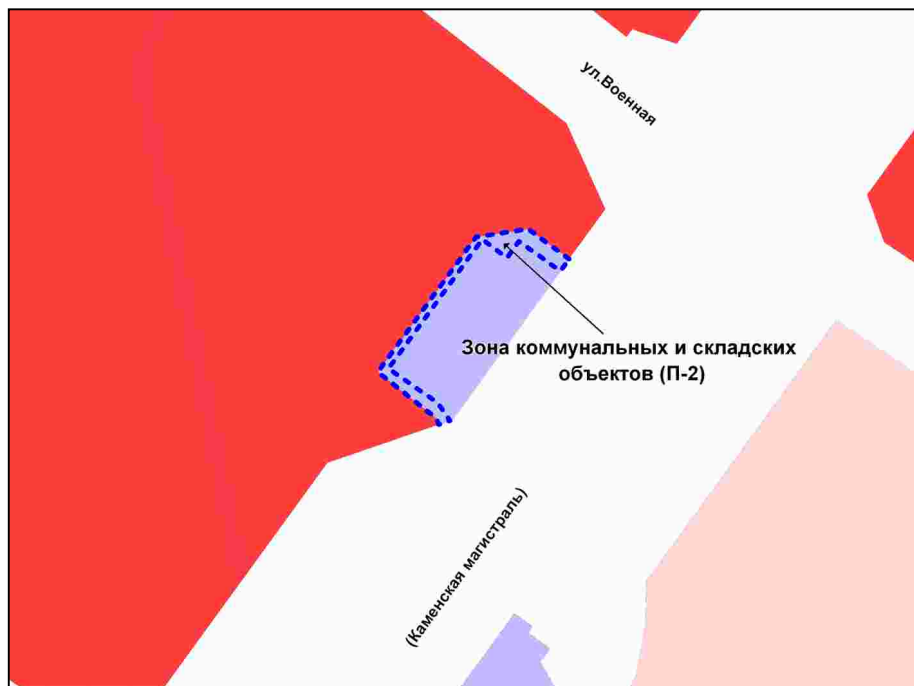 ул.Военная
Зона коммунальных и складских
объектов (П-2)
(Каменская магистраль)